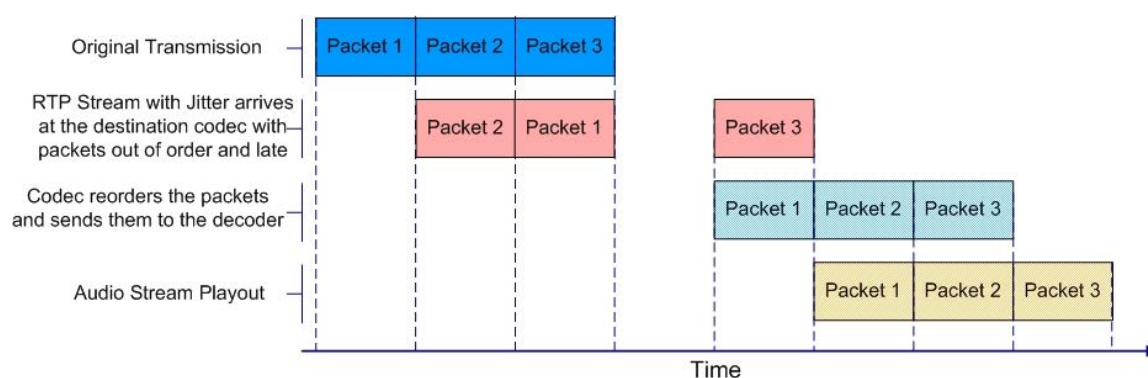 Original Transmission
Packet 1
Packet 2
Packet 3
RTP Stream with Jitter arrives
at the destination codec with
packets out of order and late
Packet 2
Packet 1
Packet 3
Codec reorders the packets
and sends them to the decoder
Packet 1
Packet 2
Packet 3
Audio Stream Playout
Packet 1
Packet 2
Packet 3
Time